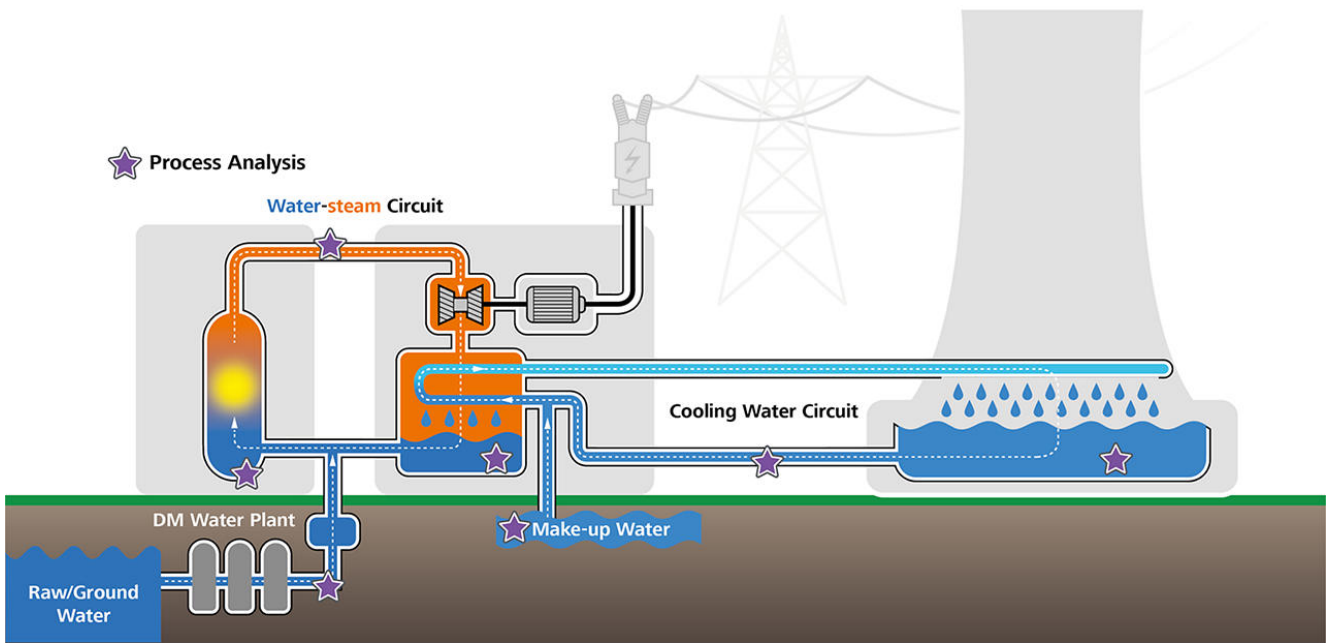 Process Analysis
Water-steam Circuit
Cooling Water Circuit
DM Water Plant
Make-up Water
Raw/Ground
Water